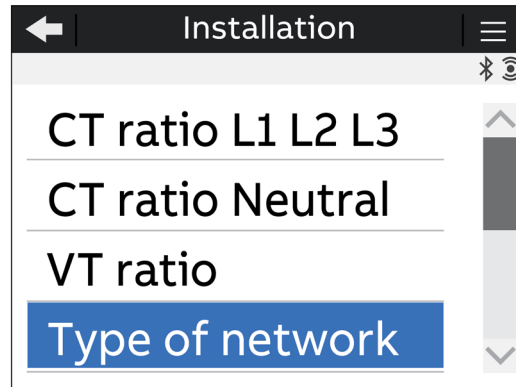 Installation
CT ratio L1 L2 L3
CT ratio Neutral
VT ratio
Type of network